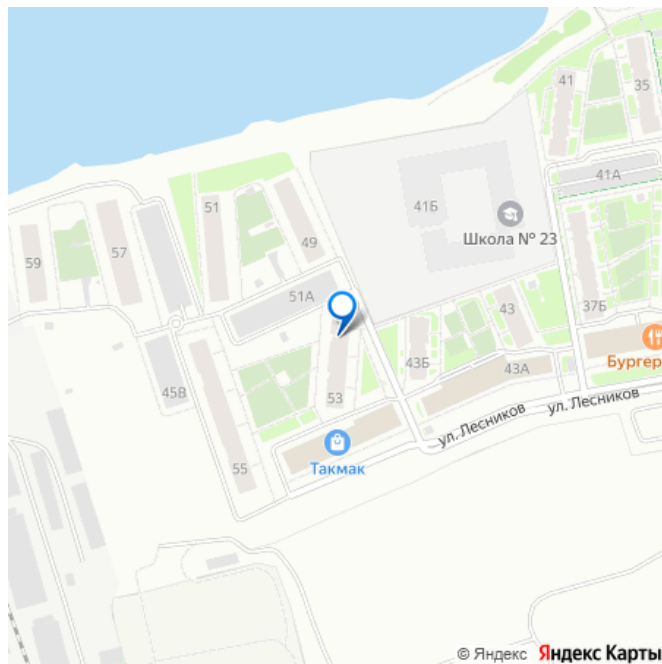 41
35
41А
51
41Б
59
57
49
Школа № 23
51А
43
37Б
45В
43Б
43А
Бургер
53
ул. Лесников
ул. Лесников
55
Такмак
© Яндекс Яндекс Карты